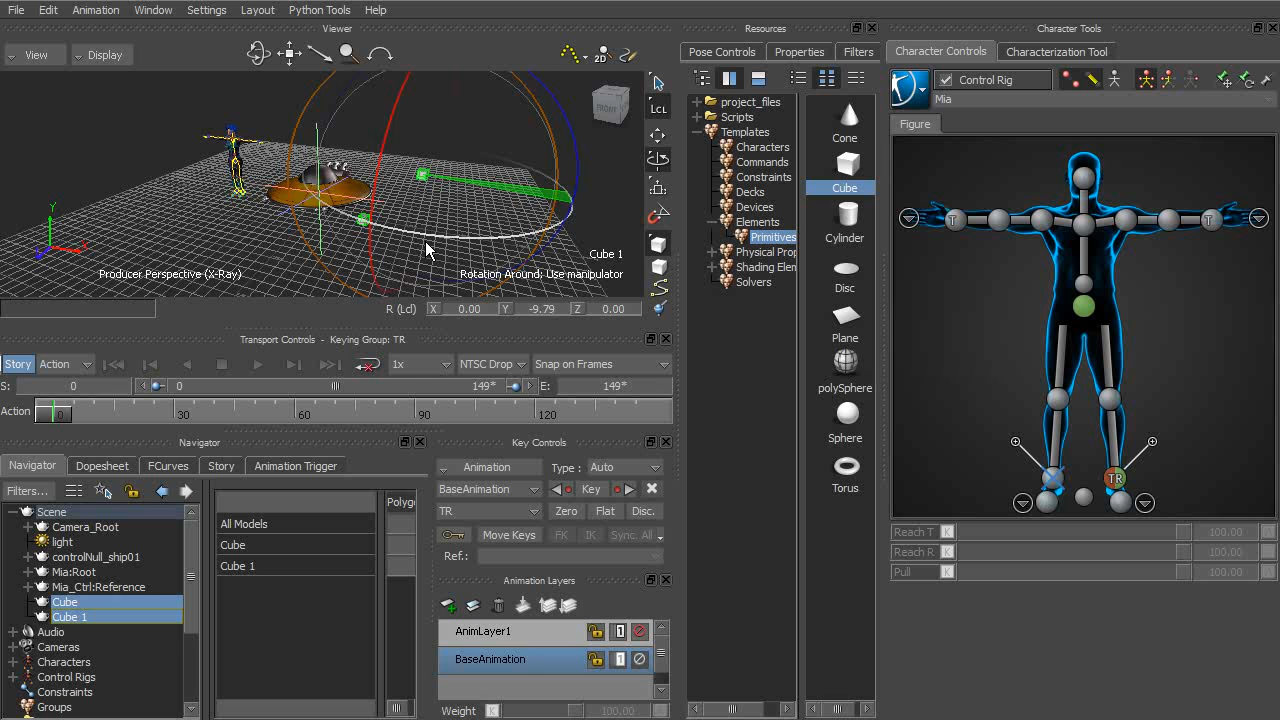 File Edit Animation Window Settings Layout Python Tools Help
Viewer
View Display 2D
Lcl
FRONT
Y
Cube 1
Producer Perspective (X-Ray) Rotation Around: Use manipulator
R (Lcl) X 0.00 Y -9.79 Z 0.00
Transport Controls - Keying Group: TR
Story Action 1x NTSC Drop Snap on Frames
S: 0 0 149* E: 149*
Action 0 30 60 90 120
Navigator
Navigator Dopesheet FCurves Story Animation Trigger
Filters...
Scene
Camera_Root
light
controlNull_ship01
Mia:Root
Mia_Ctrl:Reference
Cube
Cube 1
Audio
Cameras
Characters
Control Rigs
Constraints
Groups
All Models
Cube
Cube 1
Key Controls
Animation Type : Auto
BaseAnimation Key
TR Zero Flat Disc.
Move Keys FK IK Sync. All
Ref.:
Animation Layers
AnimLayer1 1
BaseAnimation 1
Weight K 100.00
Resources
Pose Controls Properties Filters
project_files
Scripts
Templates
Characters
Commands
Constraints
Decks
Devices
Elements
Primitives
Physical Prop
Shading Elem
Solvers
Cone
Cube
Cylinder
Disc
Plane
polySphere
Sphere
Torus
Character Tools
Character Controls Characterization Tool
Control Rig
Mia
Figure
T T
TR
Reach T K 100.00
Reach R K 100.00
Pull K 100.00